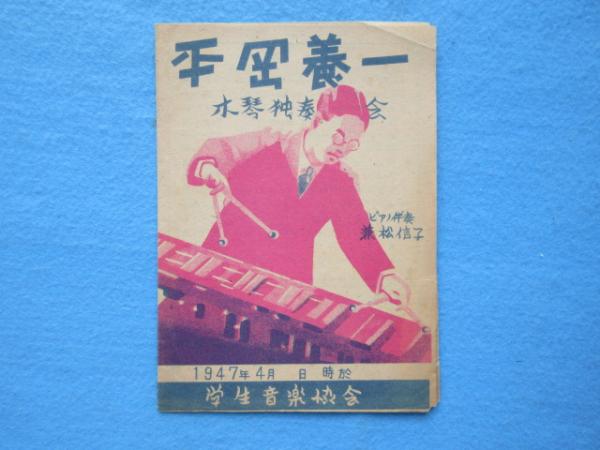 平岡養一
木琴独奏会
ピアノ伴奏
兼松信子
1947年4月 日 時於
学生音楽協会